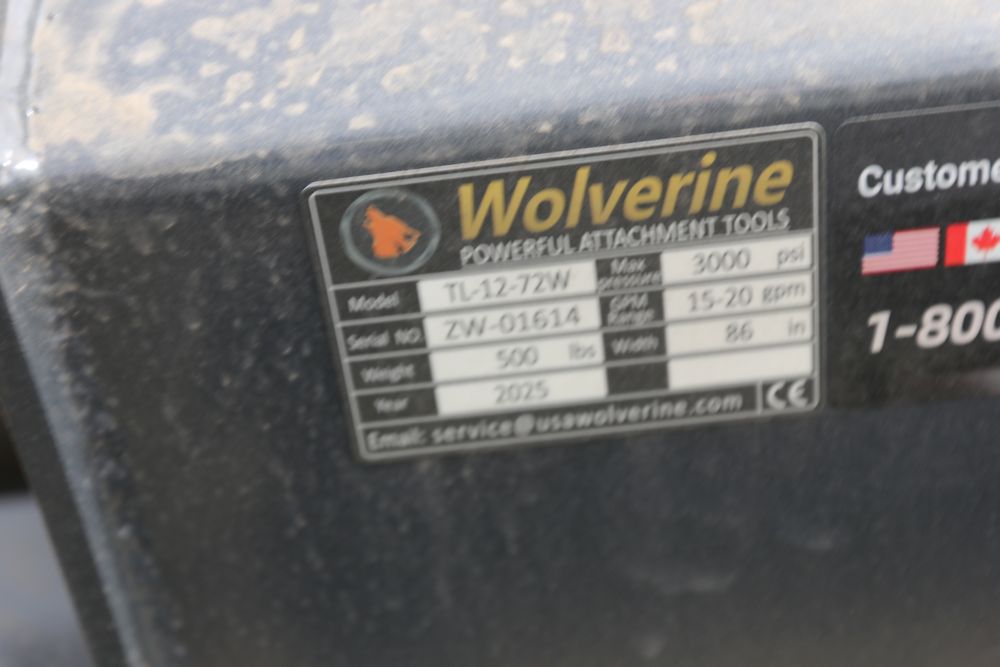 Wolverine
POWERFUL ATTACHMENT TOOLS
Model TL-12-72W Max pressure 3000 psi
Serial NO. ZW-01614 GPM Range 15-20 gpm
Weight 500 lbs Width 86 in
Year 2025
Email: service@usawolverine.com CE
Custome
1-800